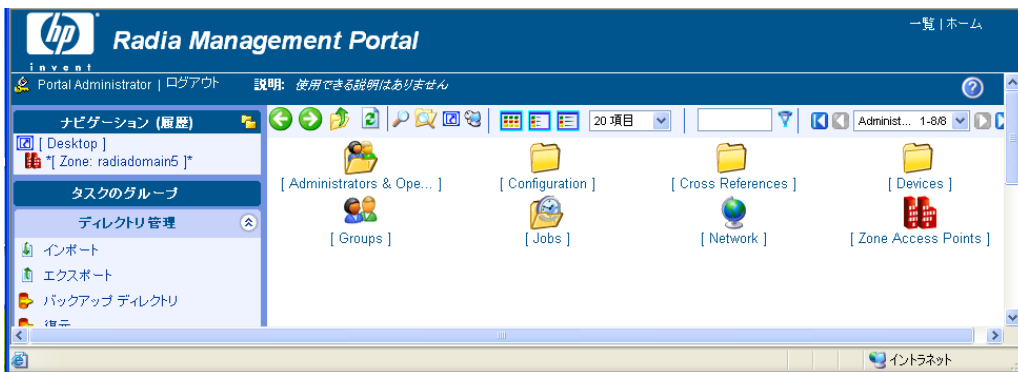 一覧 | ホーム
hp
invent
Radia Management Portal
Portal Administrator | ログアウト
説明: 使用できる説明はありません
ナビゲーション (履歴)
[ Desktop ]
*[ Zone: radiadomain5 ]*
20 項目
Administ... 1-8/8
タスクのグループ
ディレクトリ管理
インポート
エクスポート
バックアップ ディレクトリ
復元
[ Administrators & Ope... ]
[ Configuration ]
[ Cross References ]
[ Devices ]
[ Groups ]
[ Jobs ]
[ Network ]
[ Zone Access Points ]
イントラネット